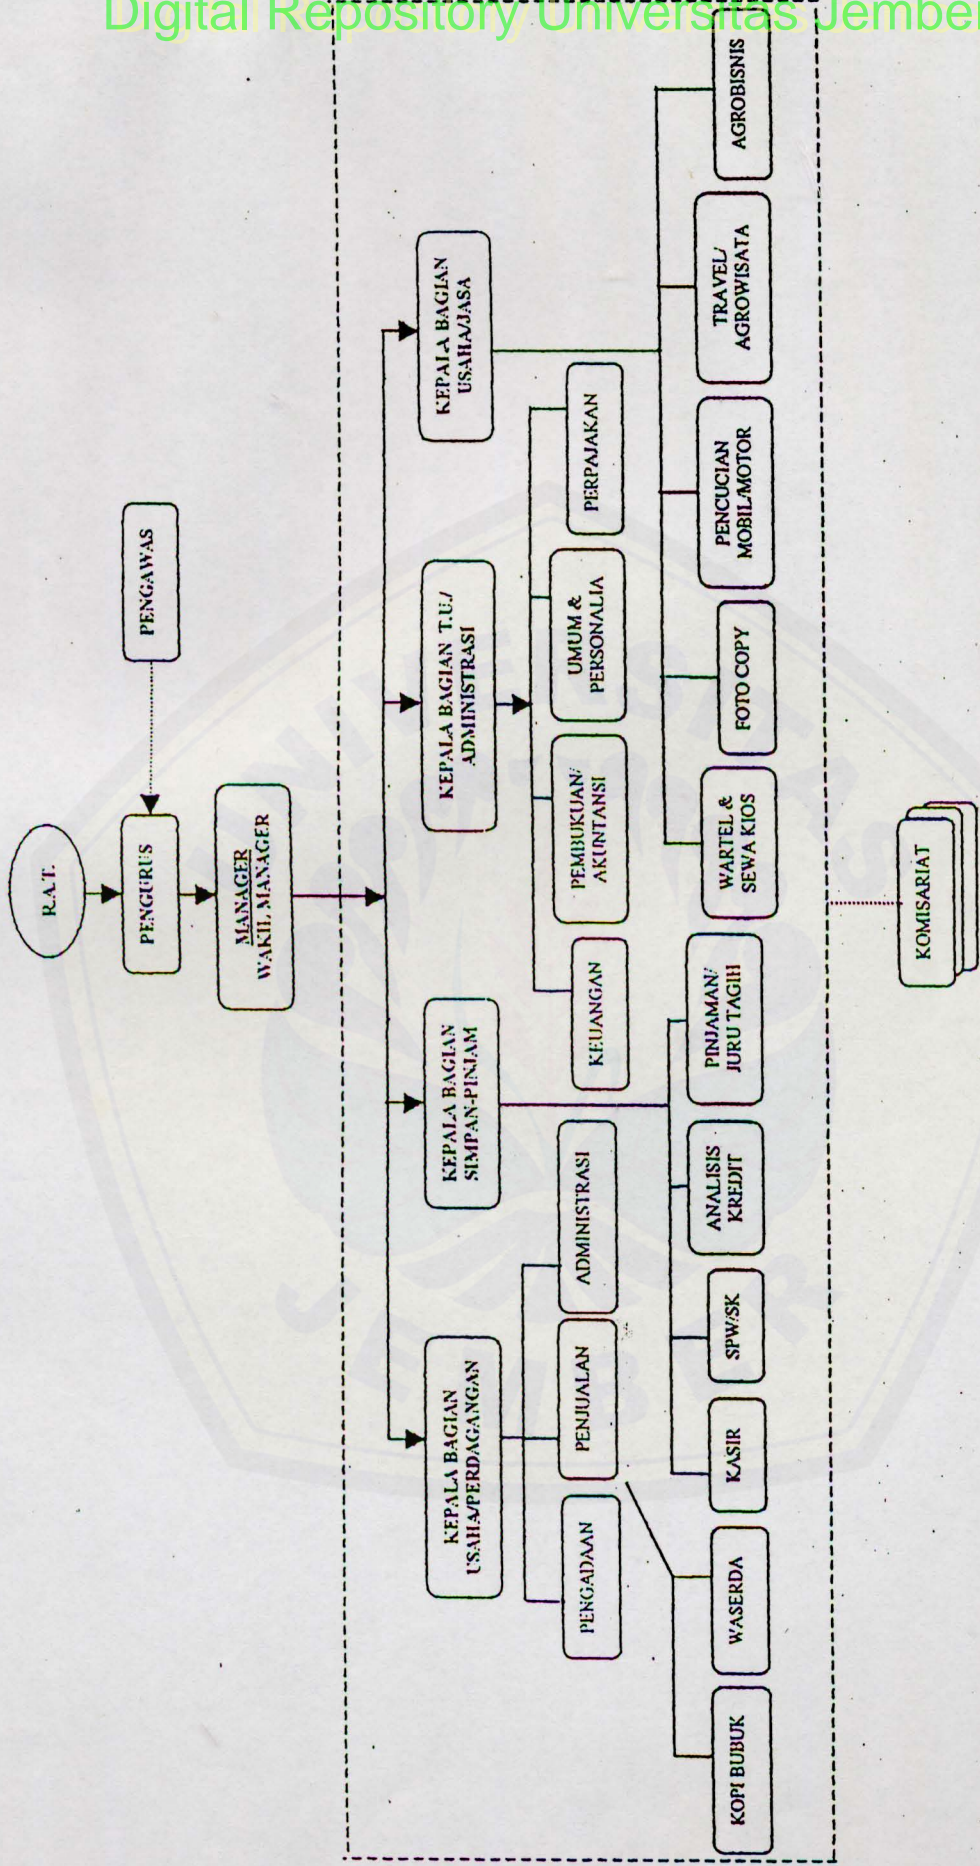 Digital Repository Universitas Jember
R.A.T.
PENGURUS
PENGAWAS
MANAGER
WAKIL MANAGER
KEPALA BAGIAN
USAHA/PERDAGANGAN
KEPALA BAGIAN
SIMPAN-PINJAM
KEPALA BAGIAN T.U./
ADMINISTRASI
KEPALA BAGIAN
USAHA/JASA
PENGADAAN
PENJUALAN
ADMINISTRASI
KEUANGAN
PEMBUKUAN/
AKUNTANSI
UMUM &
PERSONALIA
PERPAJAKAN
KOPI BUBUK
WASERDA
KASIR
SPW/SK
ANALISIS
KREDIT
PINJAMAN/
JURU TAGIH
WARTEL &
SEWA KIOS
FOTO COPY
PENCUCIAN
MOBIL/MOTOR
TRAVEL/
AGROWISATA
AGROBISNIS
KOMISARIAT
UNIVERSITAS
JEMBER